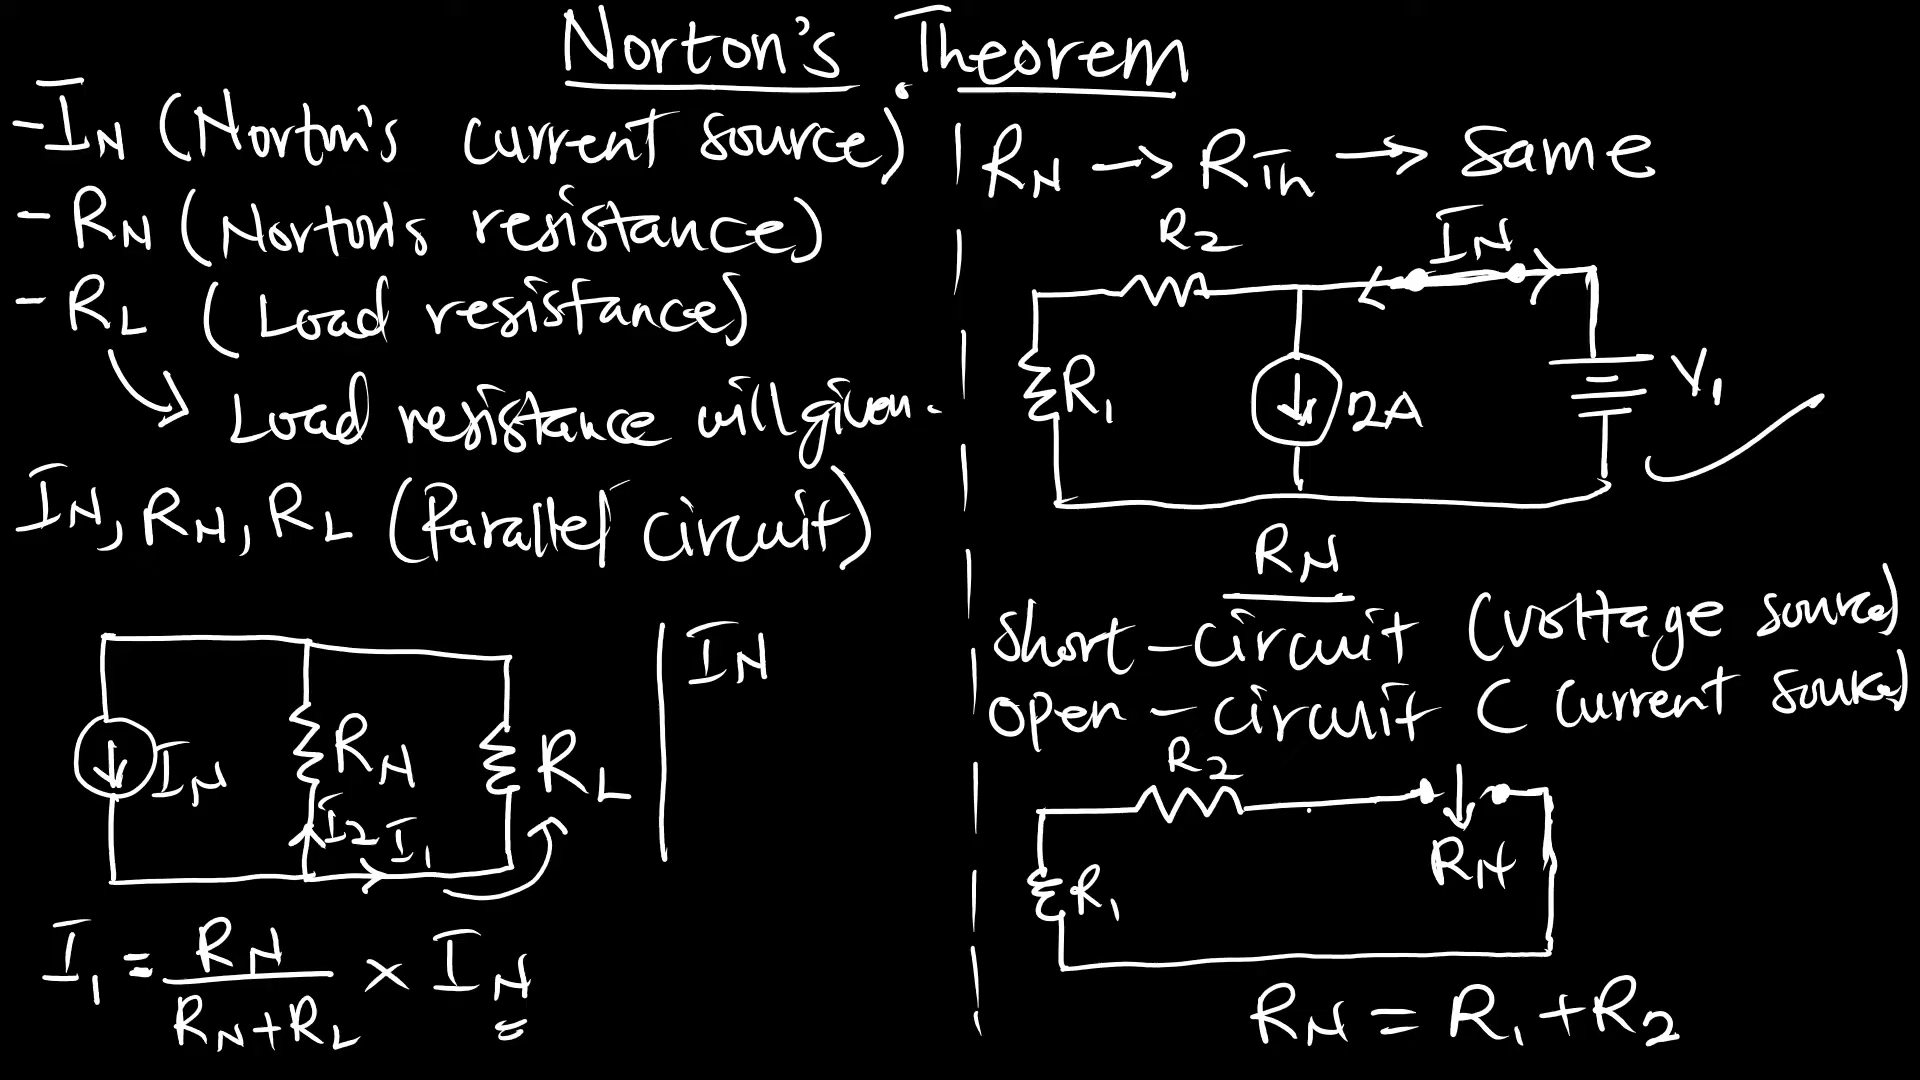 Norton's Theorem
- IN (Norton's current source)
- RN (Norton's resistance)
- RL (Load resistance)
Load resistance will given.
IN, RN, RL (Parallel circuit)
IN
RN
RL
I2
I1
IN
I1 = RN / RN+RL × IN
RN → RTh → Same
R2
IN
R1
2A
V1
RN
Short - circuit (voltage source)
open - circuit ( current source)
R2
RN
R1
RN = R1 + R2